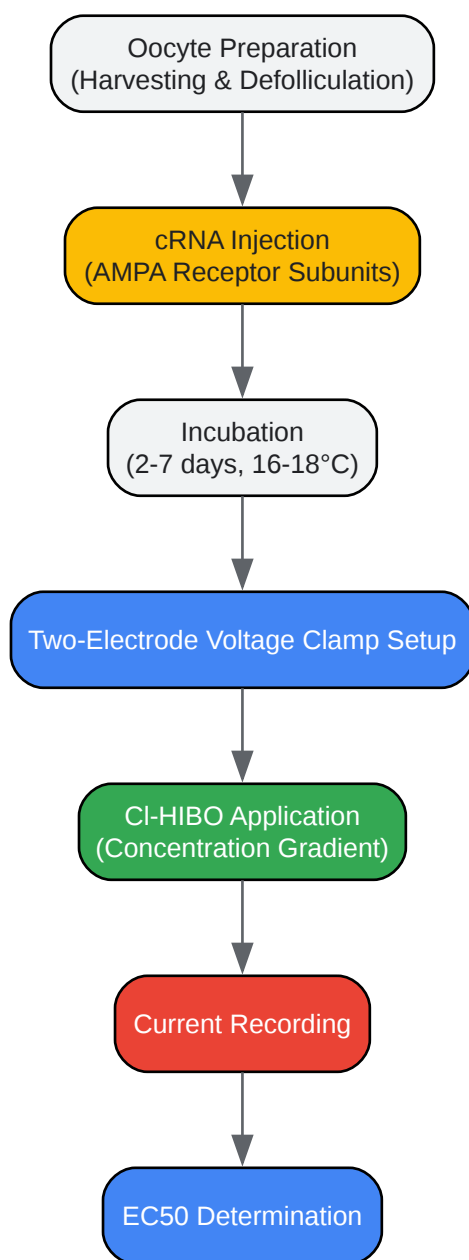 Oocyte Preparation
(Harvesting & Defolliculation)
cRNA Injection
(AMPA Receptor Subunits)
Incubation
(2-7 days, 16-18°C)
Two-Electrode Voltage Clamp Setup
Cl-HIBO Application
(Concentration Gradient)
Current Recording
EC50 Determination